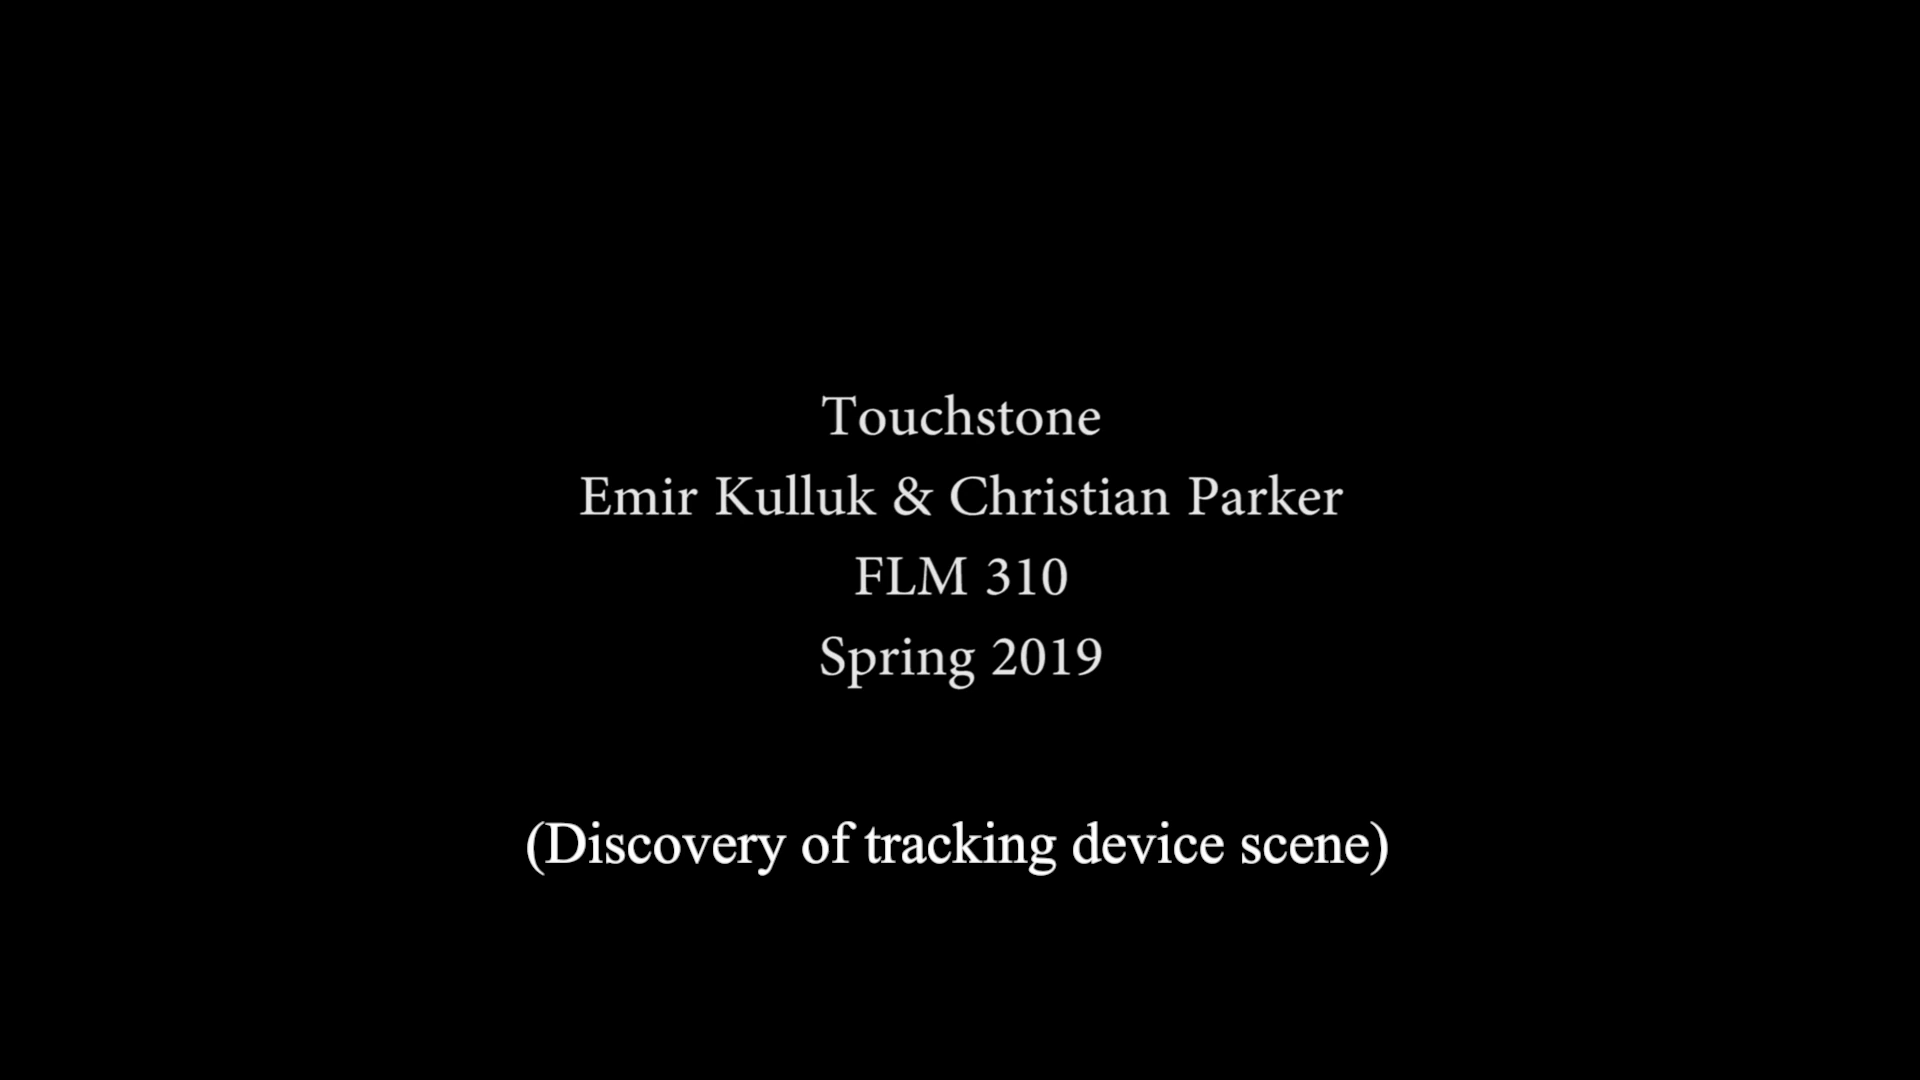 Touchstone
Emir Kulluk & Christian Parker
FLM 310
Spring 2019
(Discovery of tracking device scene)